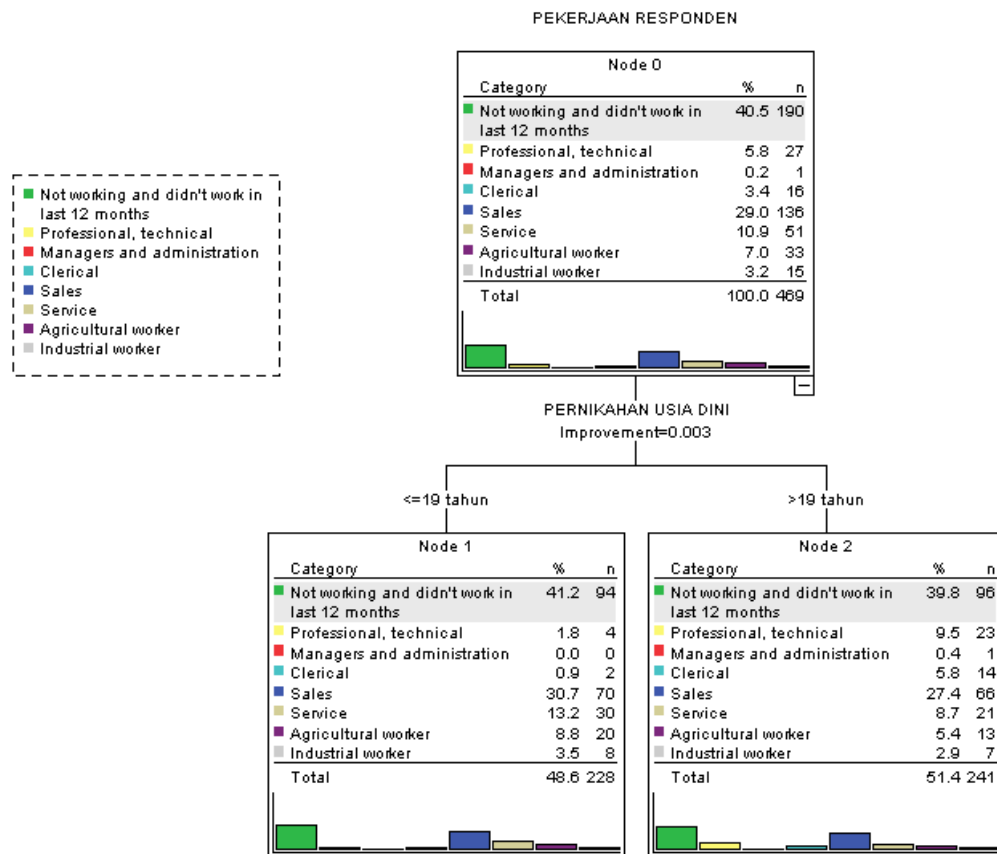 PEKERJAAN RESPONDEN
Node 0
Category % n
Not working and didn't work in 40.5 190
last 12 months
Professional, technical 5.8 27
Managers and administration 0.2 1
Clerical 3.4 16
Sales 29.0 136
Service 10.9 51
Agricultural worker 7.0 33
Industrial worker 3.2 15
Total 100.0 469
Not working and didn't work in
last 12 months
Professional, technical
Managers and administration
Clerical
Sales
Service
Agricultural worker
Industrial worker
PERNIKAHAN USIA DINI
Improvement=0.003
<=19 tahun
>19 tahun
Node 1
Category % n
Not working and didn't work in 41.2 94
last 12 months
Professional, technical 1.8 4
Managers and administration 0.0 0
Clerical 0.9 2
Sales 30.7 70
Service 13.2 30
Agricultural worker 8.8 20
Industrial worker 3.5 8
Total 48.6 228
Node 2
Category % n
Not working and didn't work in 39.8 96
last 12 months
Professional, technical 9.5 23
Managers and administration 0.4 1
Clerical 5.8 14
Sales 27.4 66
Service 8.7 21
Agricultural worker 5.4 13
Industrial worker 2.9 7
Total 51.4 241